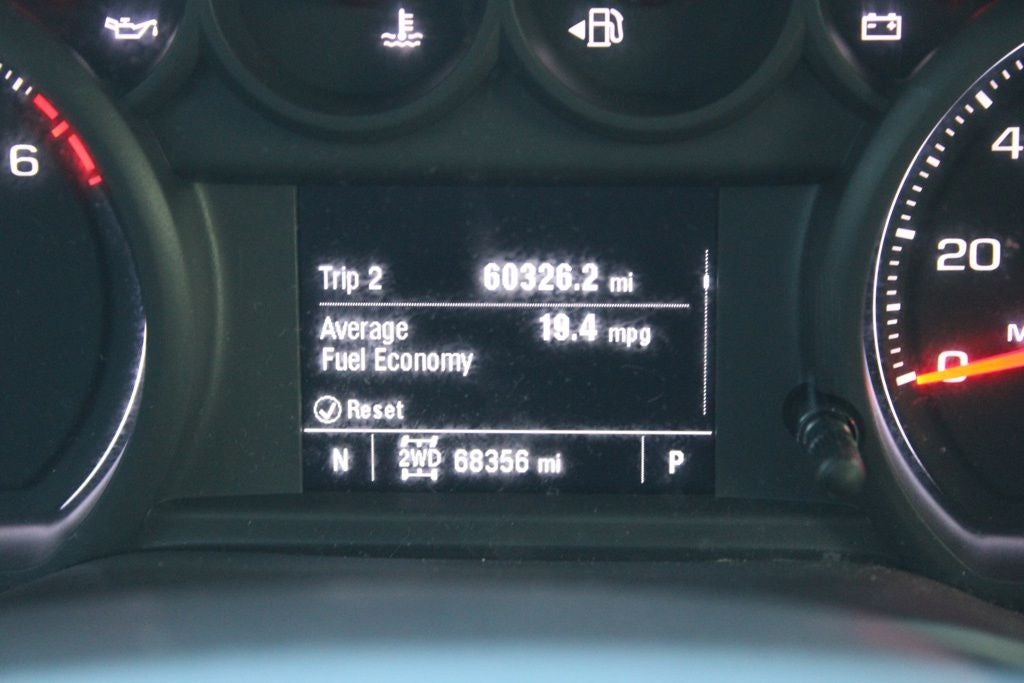 6
4
20
0
Trip 2 60326.2 mi
Average 19.4 mpg
Fuel Economy
Reset
N 2WD 68356 mi P